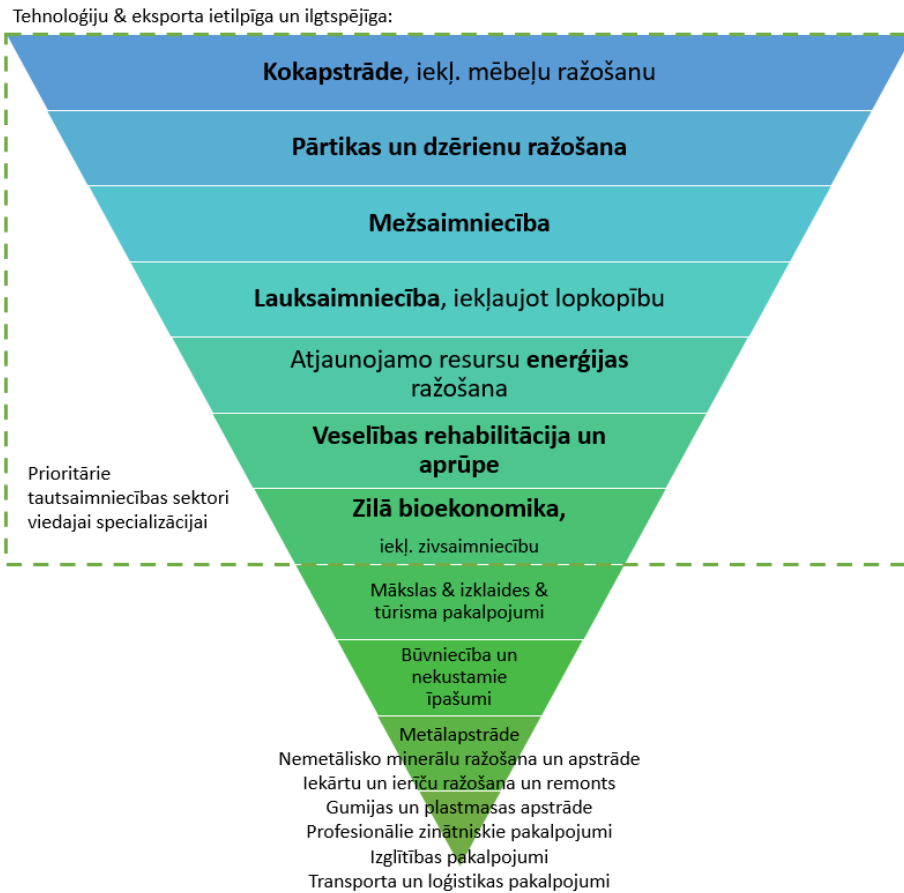 Tehnoloģiju & eksporta ietilpīga un ilgtspējīga:
Kokapstrāde, iekļ. mēbeļu ražošanu
Pārtikas un dzērienu ražošana
Mežsaimniecība
Lauksaimniecība, iekļaujot lopkopību
Atjaunojamo resursu enerģijas
ražošana
Veselības rehabilitācija un
aprūpe
Prioritārie
tautsaimniecības sektori
viedajai specializācijai
Zilā bioekonomika,
iekļ. zivsaimniecību
Mākslas & izklaides &
tūrisma pakalpojumi
Būvniecība un
nekustamie
īpašumi
Metālapstrāde
Nemetālisko minerālu ražošana un apstrāde
Iekārtu un ierīču ražošana un remonts
Gumijas un plastmasas apstrāde
Profesionālie zinātniskie pakalpojumi
Izglītības pakalpojumi
Transporta un loģistikas pakalpojumi